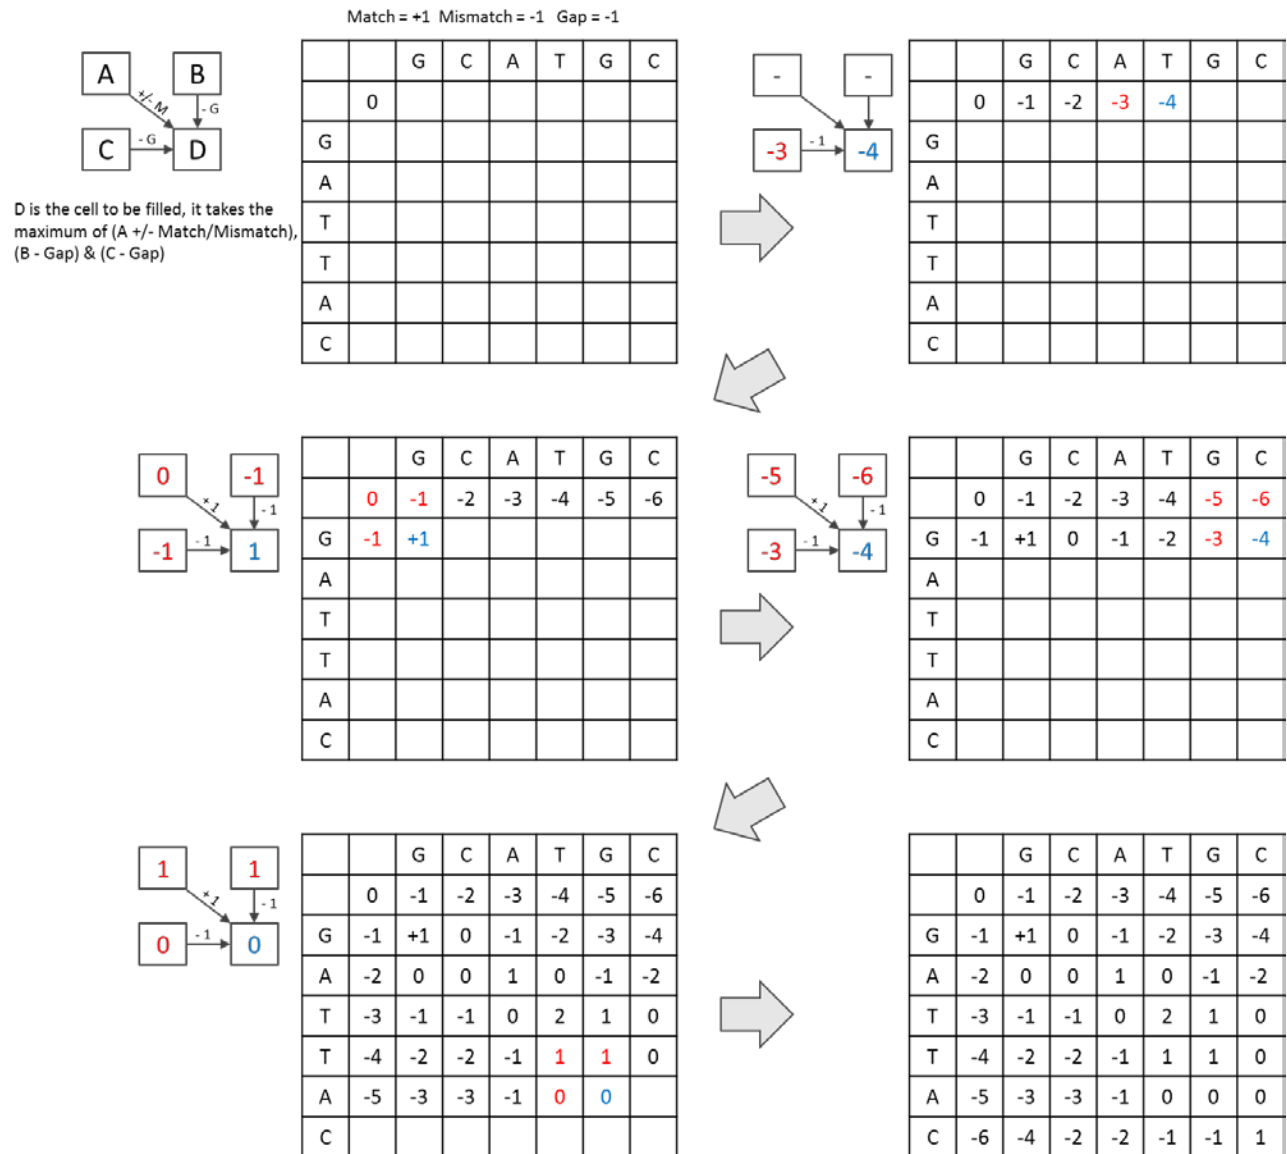 Match = +1 Mismatch = -1 Gap = -1
A B
+/- M - G
C - G D
D is the cell to be filled, it takes the
maximum of (A +/- Match/Mismatch),
(B - Gap) & (C - Gap)
G C A T G C
0
G
A
T
T
A
C
- -
-3 - 1 -4
G C A T G C
0 -1 -2 -3 -4
G
A
T
T
A
C
0 -1
+1 - 1
-1 - 1 1
G C A T G C
0 -1 -2 -3 -4 -5 -6
G -1 +1
A
T
T
A
C
-5 -6
+1 - 1
-3 - 1 -4
G C A T G C
0 -1 -2 -3 -4 -5 -6
G -1 +1 0 -1 -2 -3 -4
A
T
T
A
C
1 1
+1 - 1
0 - 1 0
G C A T G C
0 -1 -2 -3 -4 -5 -6
G -1 +1 0 -1 -2 -3 -4
A -2 0 0 1 0 -1 -2
T -3 -1 -1 0 2 1 0
T -4 -2 -2 -1 1 1 0
A -5 -3 -3 -1 0 0
C
G C A T G C
0 -1 -2 -3 -4 -5 -6
G -1 +1 0 -1 -2 -3 -4
A -2 0 0 1 0 -1 -2
T -3 -1 -1 0 2 1 0
T -4 -2 -2 -1 1 1 0
A -5 -3 -3 -1 0 0 0
C -6 -4 -2 -2 -1 -1 1